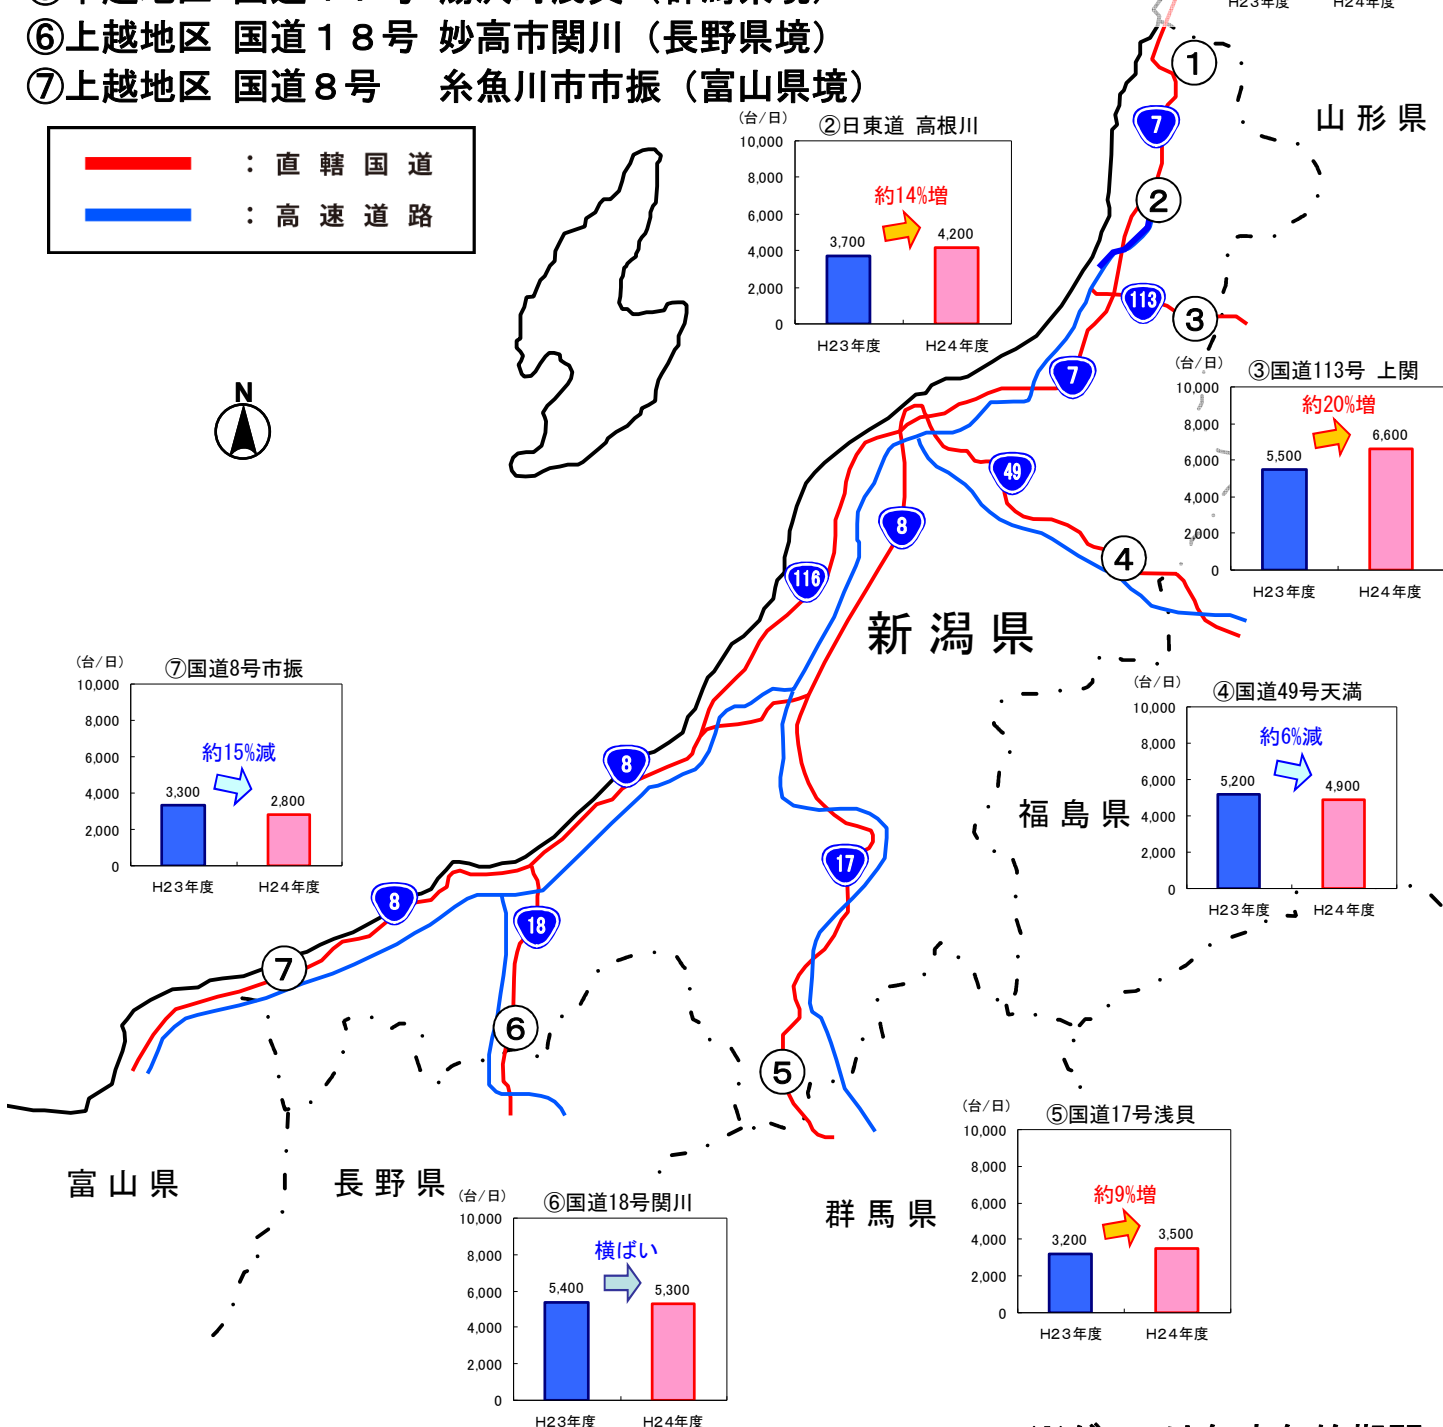 H23年度 H24年度
⑥上越地区 国道１８号 妙高市関川（長野県境）
⑦上越地区 国道８号 糸魚川市市振（富山県境）
：直轄国道
：高速道路
N
(台/日)
②日東道 高根川
10,000
8,000
6,000
4,000
2,000
0
約14%増
3,700
4,200
H23年度 H24年度
①
7
山形県
②
113
③
7
(台/日)
③国道113号 上関
10,000
8,000
6,000
4,000
2,000
0
約20%増
5,500
6,600
H23年度 H24年度
49
8
④
116
新潟県
(台/日)
⑦国道8号市振
10,000
8,000
6,000
4,000
2,000
0
約15%減
3,300
2,800
H23年度 H24年度
(台/日)
④国道49号天満
10,000
8,000
6,000
4,000
2,000
0
約6%減
5,200
4,900
H23年度 H24年度
8
福島県
17
8
18
⑦
⑥
⑤
富山県
長野県
群馬県
(台/日)
⑤国道17号浅貝
10,000
8,000
6,000
4,000
2,000
0
約9%増
3,200
3,500
H23年度 H24年度
(台/日)
⑥国道18号関川
10,000
8,000
6,000
4,000
2,000
0
横ばい
5,400
5,300
H23年度 H24年度